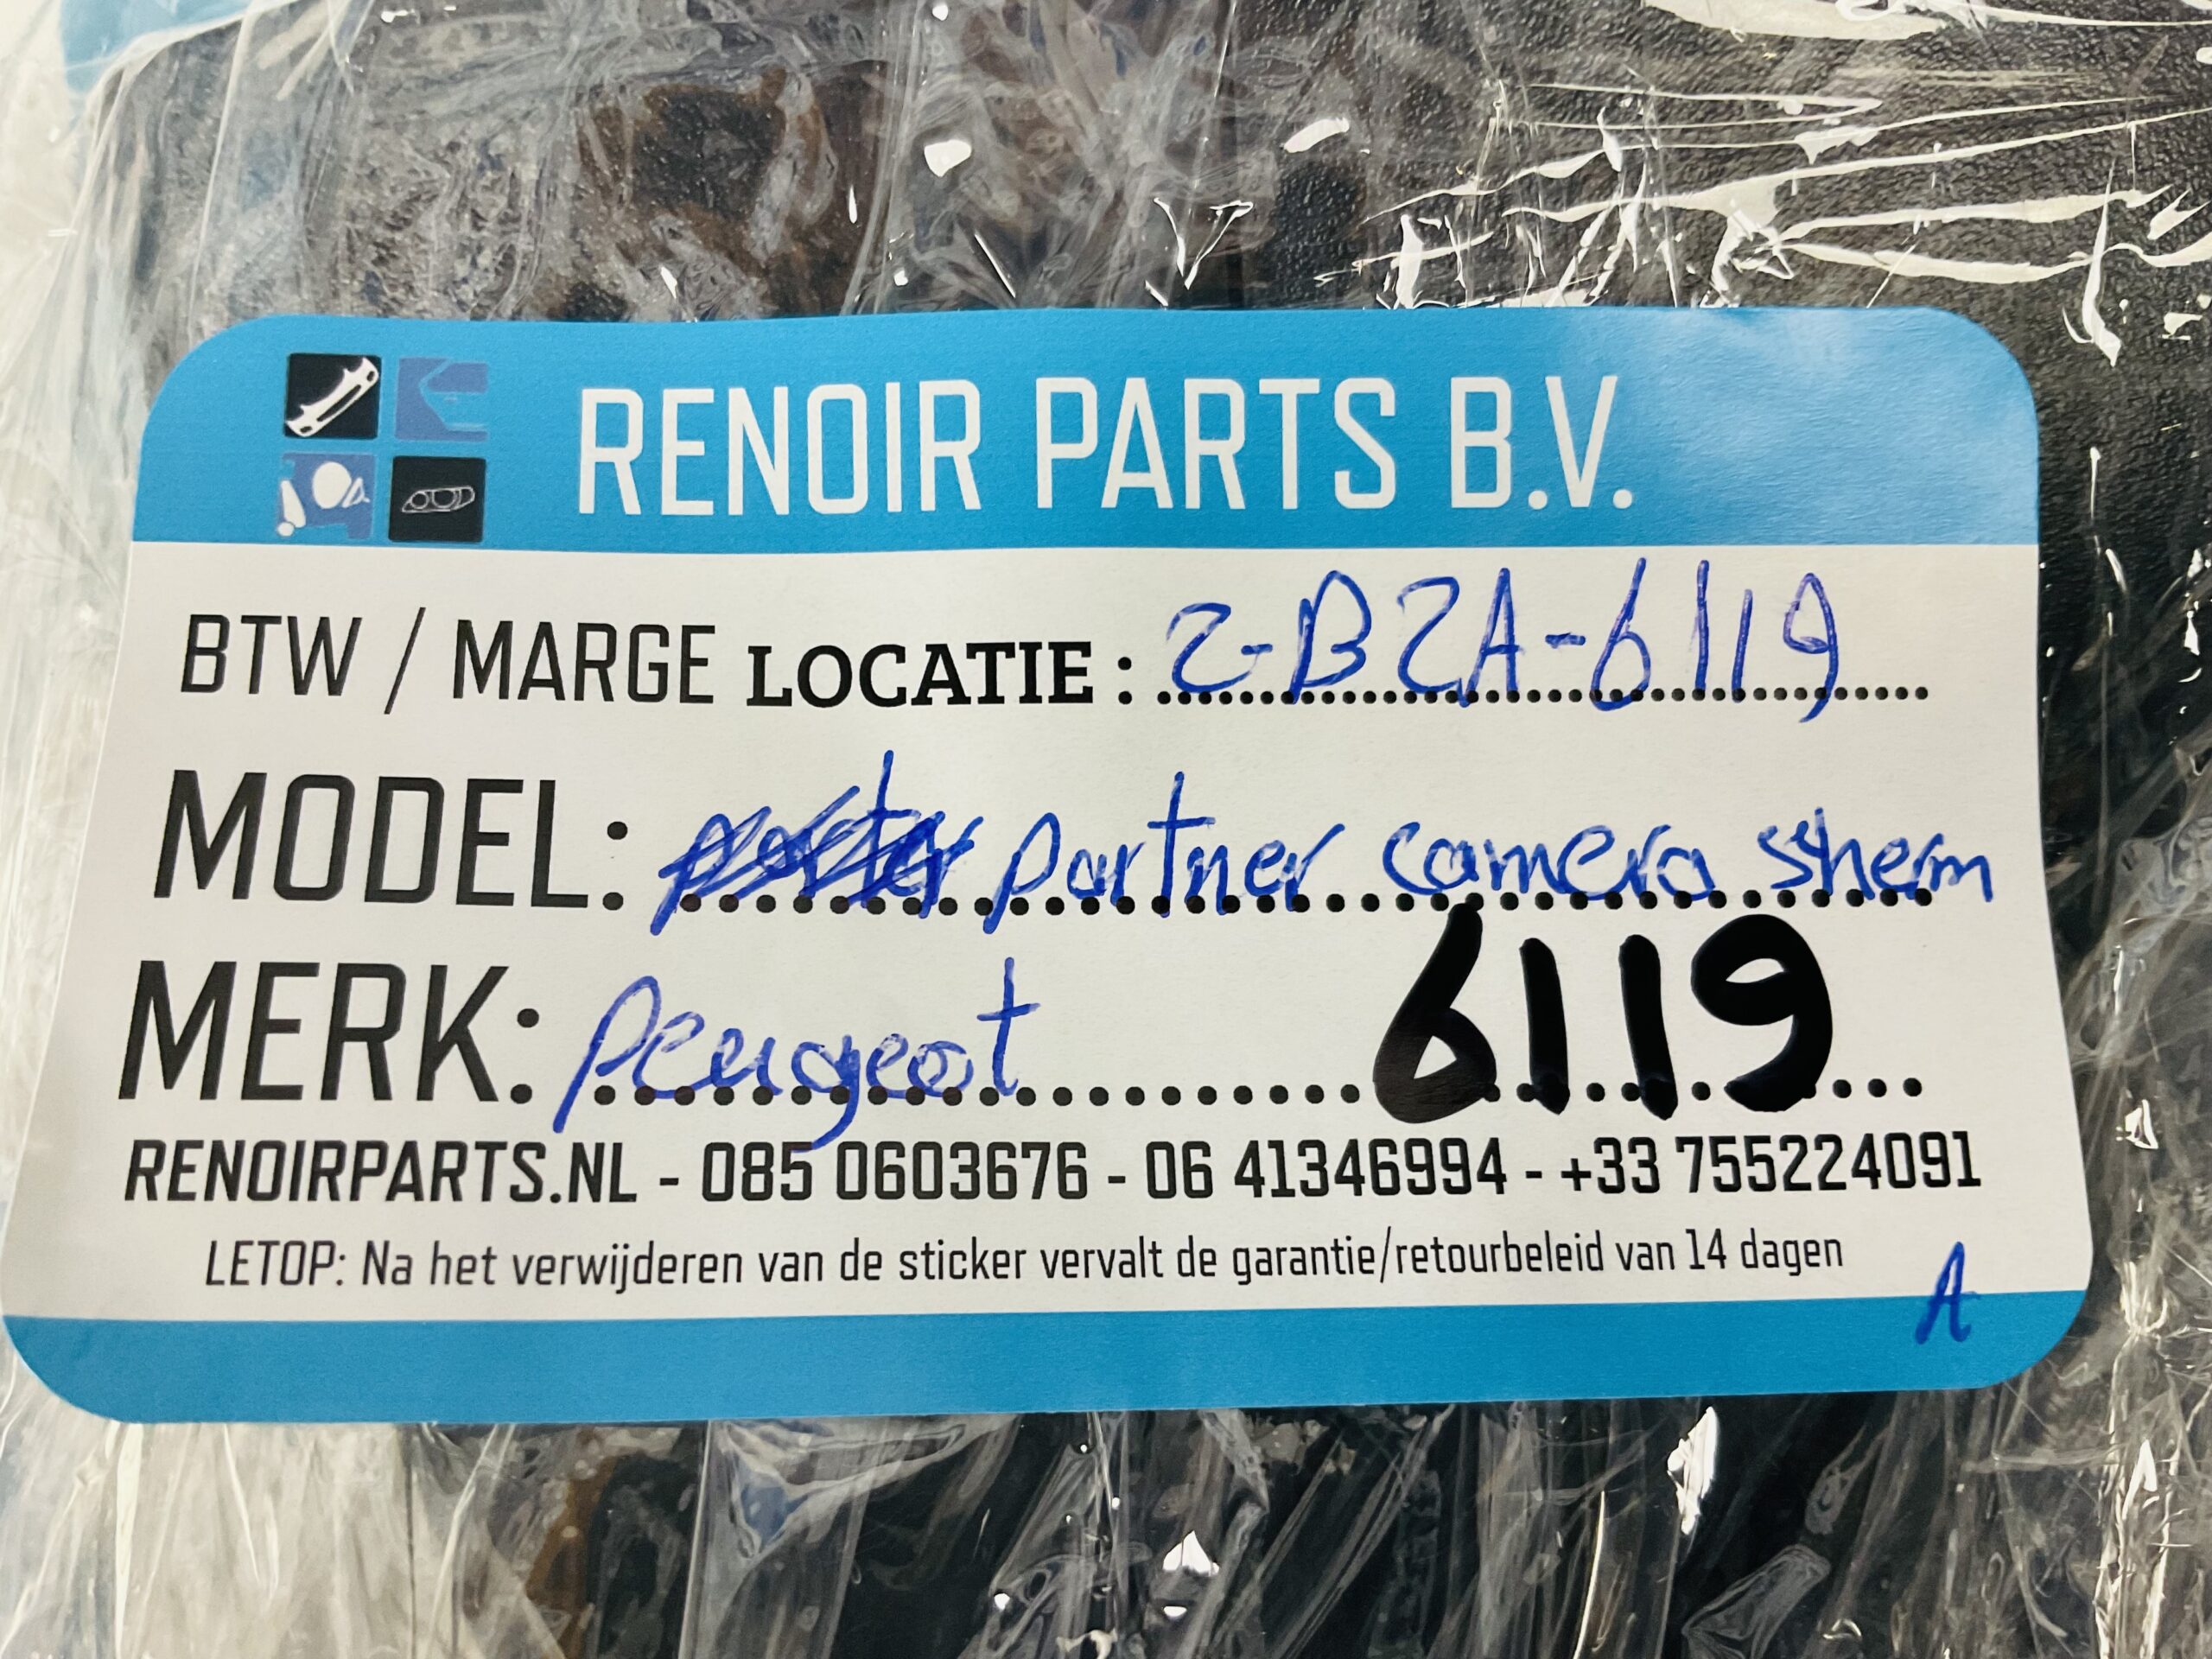 RENOIR PARTS B.V.
BTW / MARGE LOCATIE : 2-B2A-6119
MODEL: partner camera
MERK: Peugeot 6119
RENOIRPARTS.NL - 085 0603676 - 06 41346994 - +33 755224091
LETOP: Na het verwijderen van de sticker vervalt de garantie/retourbeleid van 14 dagen
A